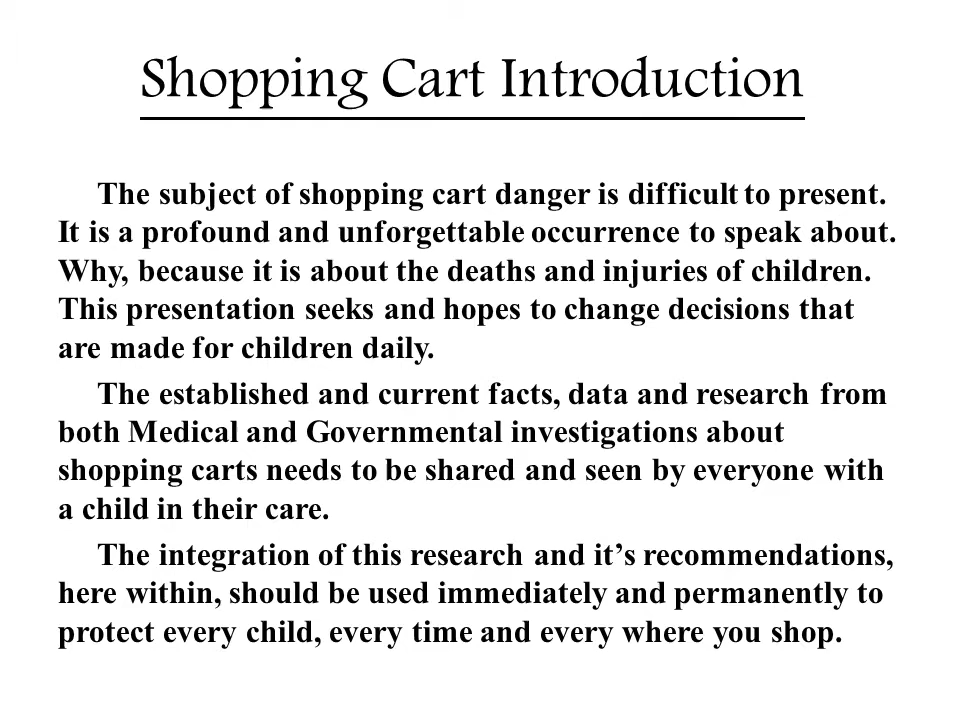 Shopping Cart Introduction
The subject of shopping cart danger is difficult to present.
It is a profound and unforgettable occurrence to speak about.
Why, because it is about the deaths and injuries of children.
This presentation seeks and hopes to change decisions that
are made for children daily.
The established and current facts, data and research from
both Medical and Governmental investigations about
shopping carts needs to be shared and seen by everyone with
a child in their care.
The integration of this research and it’s recommendations,
here within, should be used immediately and permanently to
protect every child, every time and every where you shop.